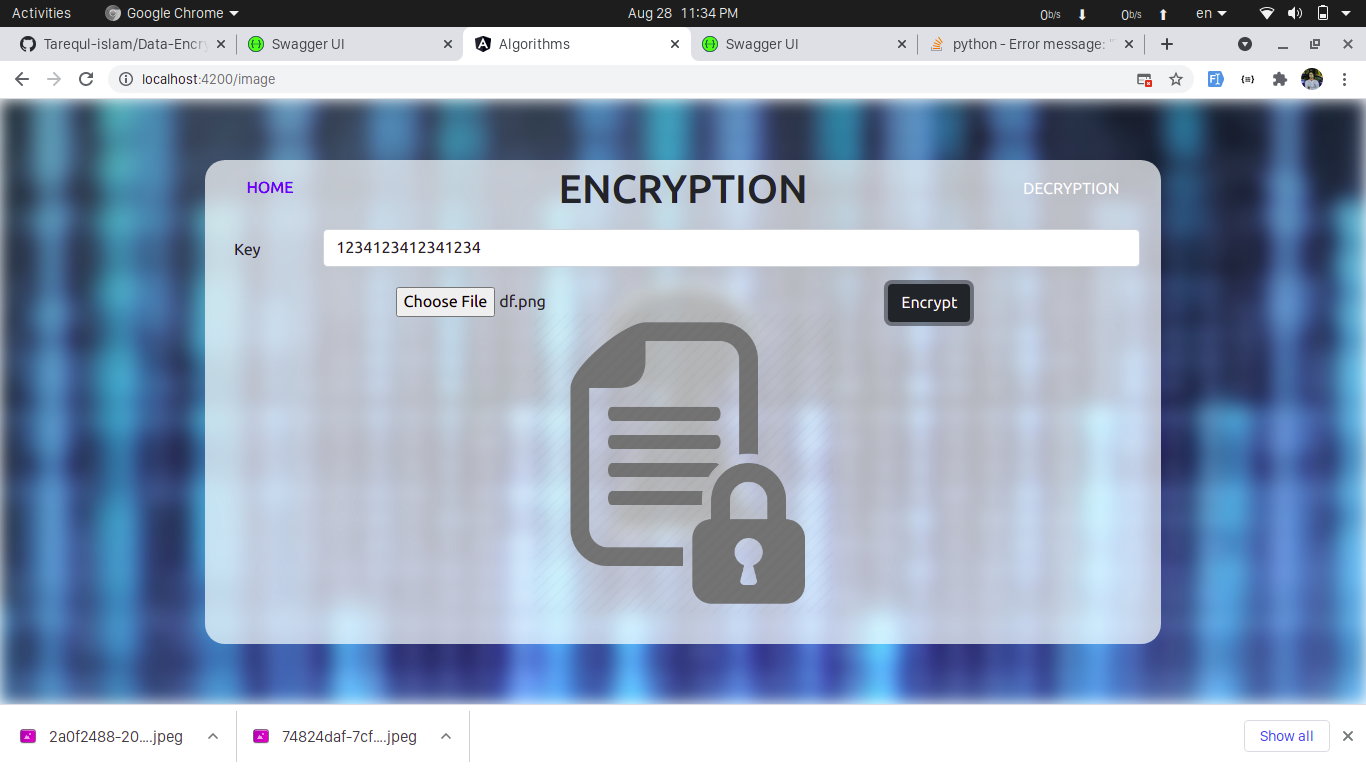 Activities Google Chrome Aug 28 11:34 PM 0b/s 0b/s en
Tarequl-islam/Data-Encry Swagger UI Algorithms Swagger UI python - Error message: "
localhost:4200/image
HOME ENCRYPTION DECRYPTION
Key 1234123412341234
Choose File df.png Encrypt
2a0f2488-20....jpeg 74824daf-7cf....jpeg Show all